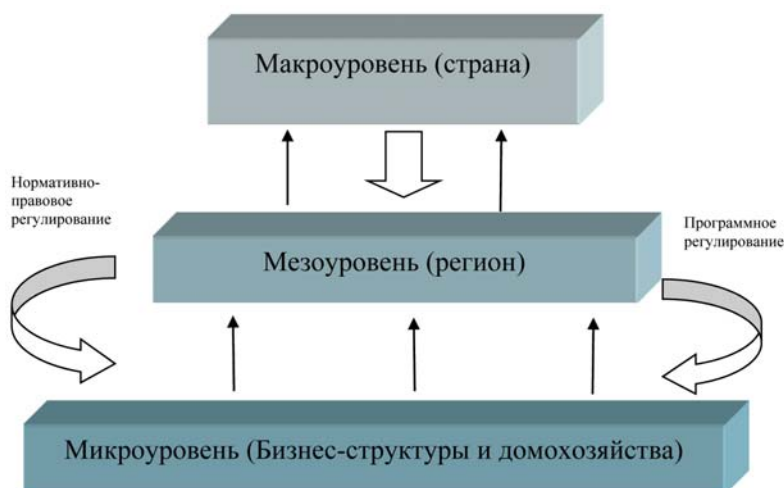 Макроуровень (страна)
Нормативно-
правовое
регулирование
Программное
регулирование
Мезоуровень (регион)
Микроуровень (Бизнес-структуры и домохозяйства)